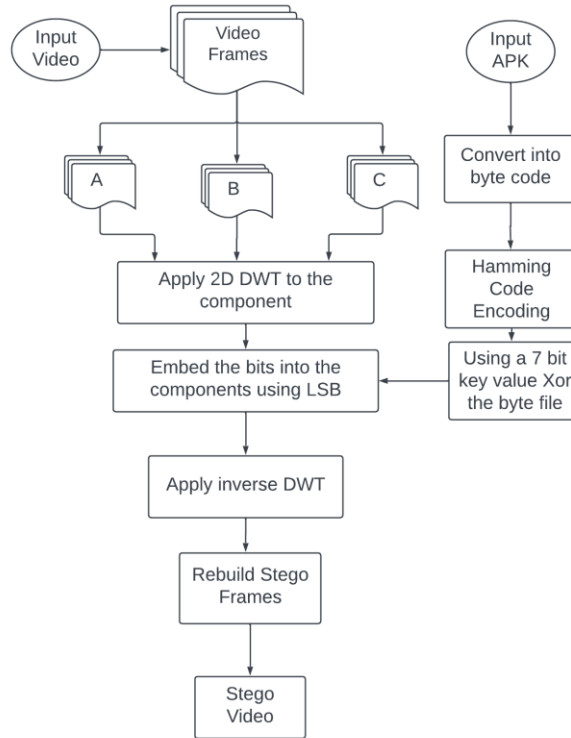 Input
Video
Video
Frames
Input
APK
A
B
C
Convert into
byte code
Apply 2D DWT to the
component
Hamming
Code
Encoding
Embed the bits into the
components using LSB
Using a 7 bit
key value Xor
the byte file
Apply inverse DWT
Rebuild Stego
Frames
Stego
Video